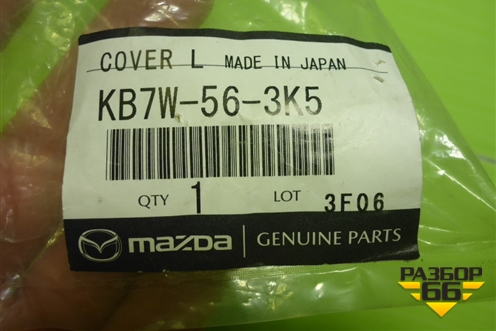 COVER L MADE IN JAPAN
KB7W-56-3K5
QTY 1 LOT 3F06
mazda GENUINE PARTS
РАЗБОР
66